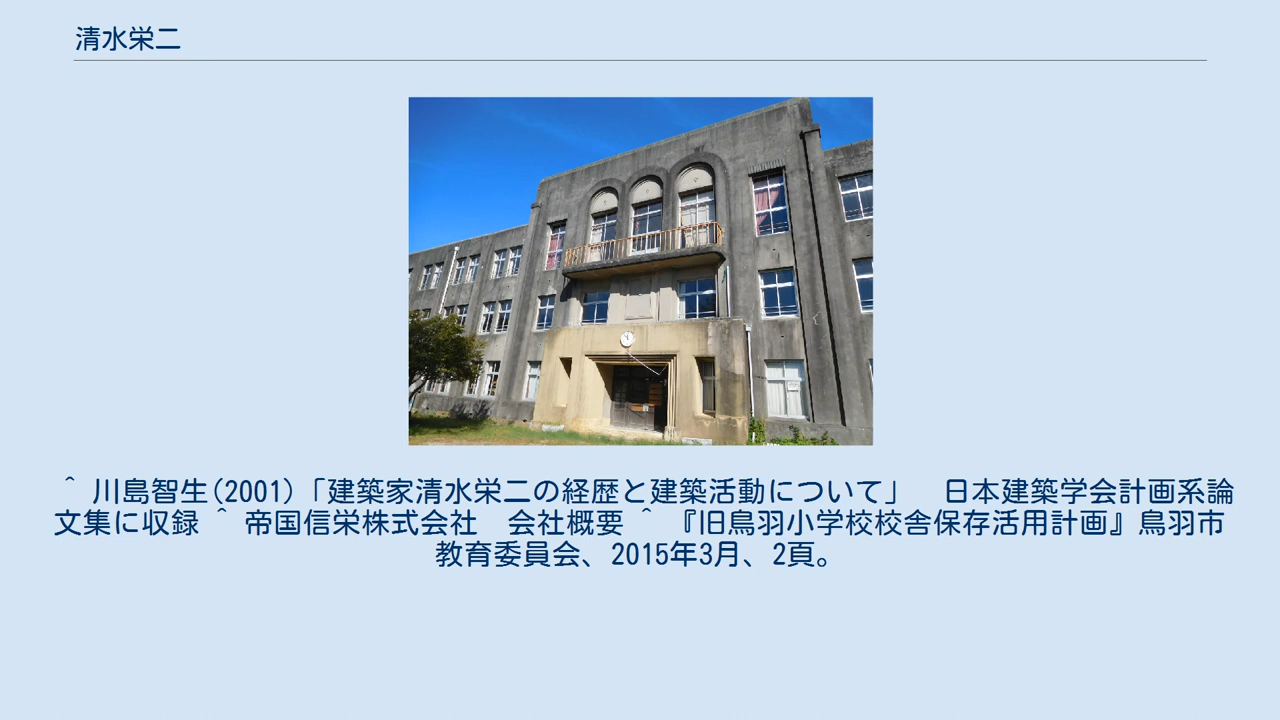 清水栄二
^ 川島智生(2001)「建築家清水栄二の経歴と建築活動について」　日本建築学会計画系論
文集に収録 ^ 帝国信栄株式会社　会社概要 ^ 『旧鳥羽小学校校舎保存活用計画』鳥羽市
教育委員会、2015年3月、2頁。